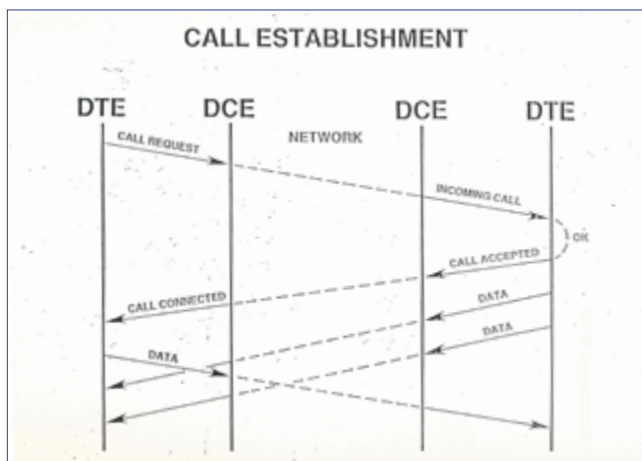 CALL ESTABLISHMENT
DTE DCE DCE DTE
NETWORK
CALL REQUEST
INCOMING CALL
OK
CALL ACCEPTED
CALL CONNECTED
DATA
DATA
DATA